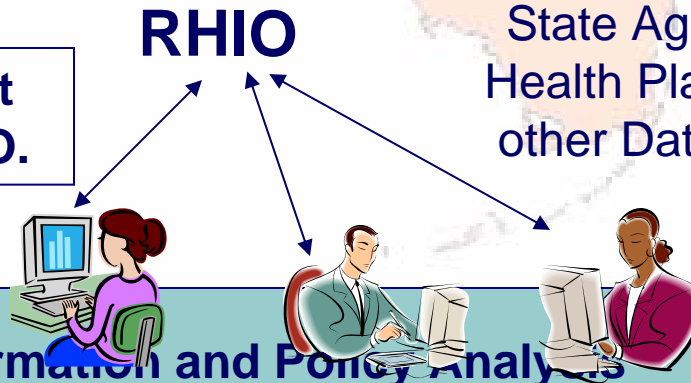 RHIO
State Ag
Health Pla
other Dat
t
O.
rmation and Policy Analysis